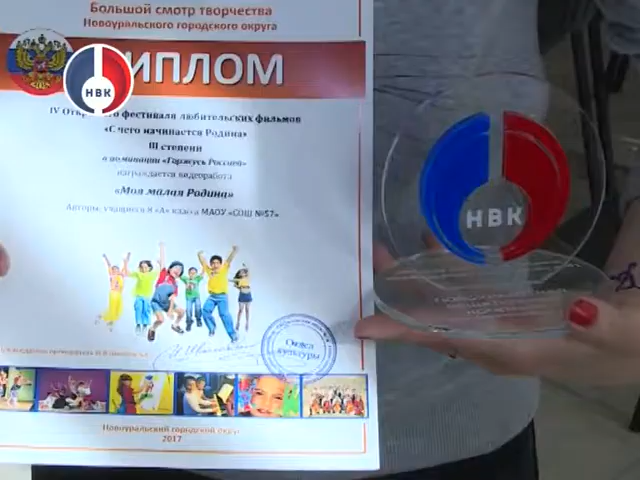 Большой смотр творчества
Новоуральского городского округа
ДИПЛОМ
НВК
IV Открытого фестиваля любительских фильмов
«С чего начинается Родина»
III степени
в номинации «Горжусь Россией»
награждается видеоработа
«Моя малая Родина»
Авторы, учащиеся 8 «А» класса МАОУ «СОШ №57»
Отдел
культуры
Новоуральский городской округ
2017
НВК